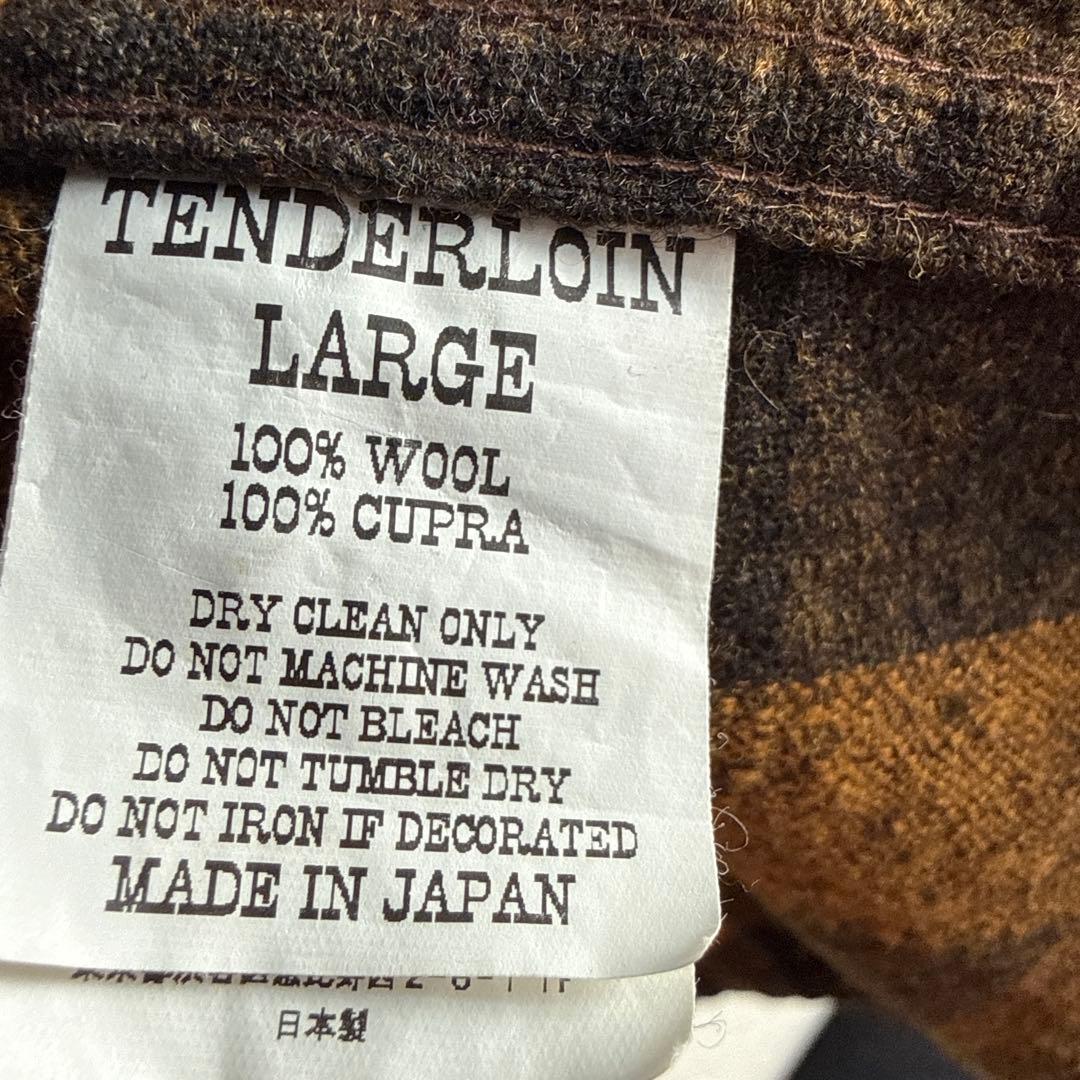 TENDERLOIN
LARGE
100% WOOL
100% CUPRA
DRY CLEAN ONLY
DO NOT MACHINE WASH
DO NOT BLEACH
DO NOT TUMBLE DRY
DO NOT IRON IF DECORATED
MADE IN JAPAN
日本製